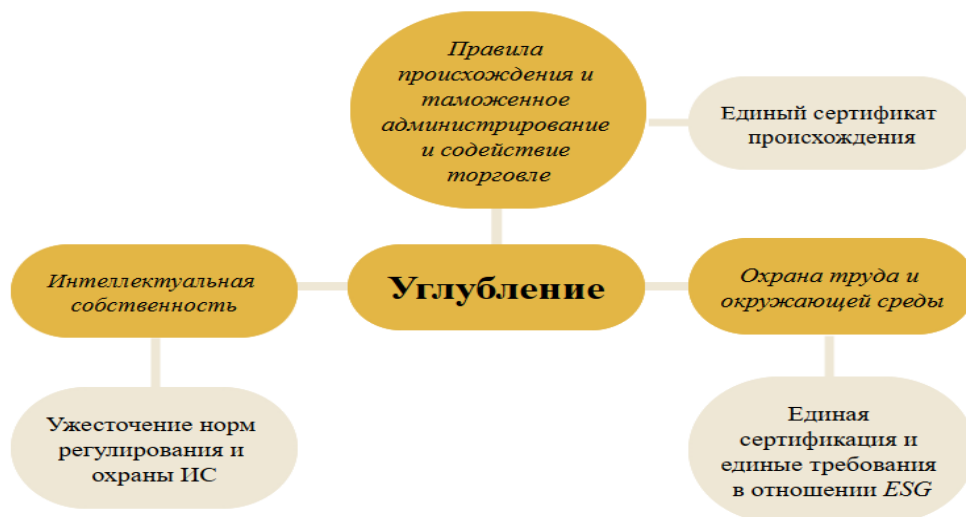 Правила
происхождения и
таможенное
администрирование
и содействие
торговле
Единый сертификат
происхождения
Интеллектуальная
собственность
Углубление
Охрана труда и
окружающей среды
Ужесточение норм
регулирования и
охраны ИС
Единая
сертификация и
единые требования
в отношении ESG